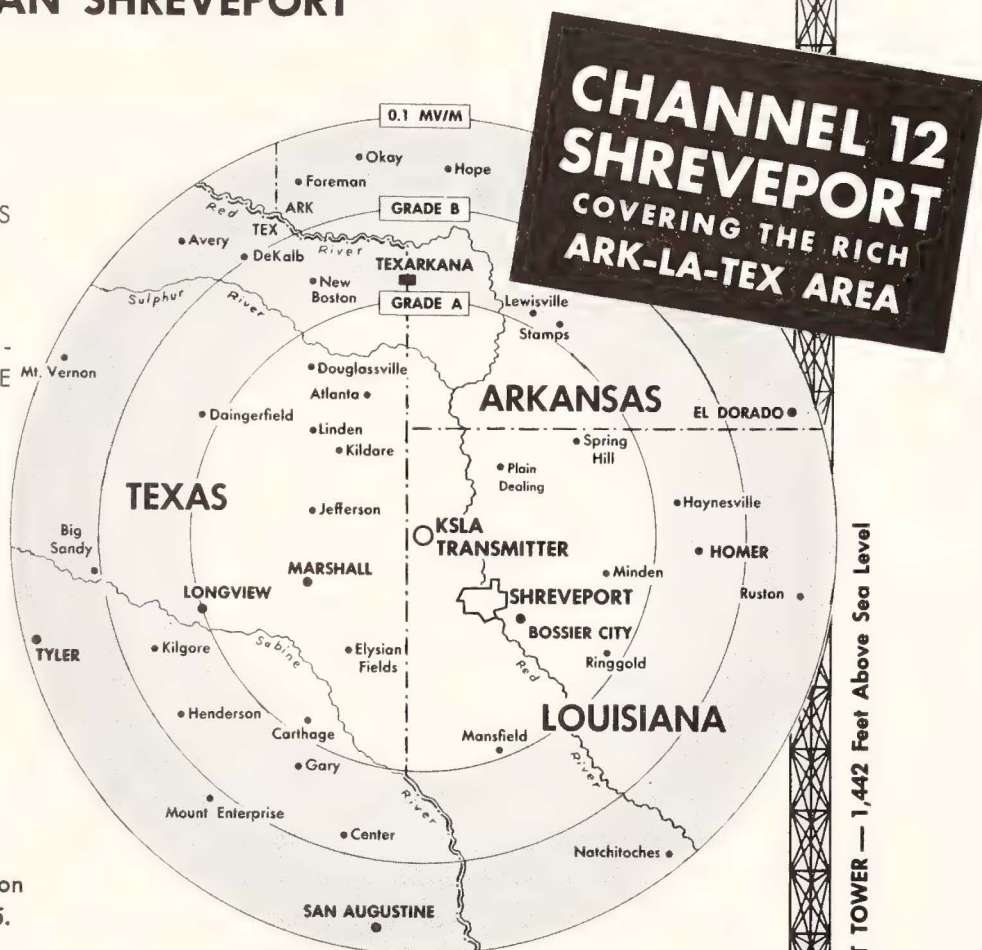 AN SHREVEPORT
CHANNEL 12
SHREVEPORT
COVERING THE RICH
ARK-LA-TEX AREA
S
-
E
on
5.
0.1 MV/M
Okay
Hope
Foreman
ARK
Red
TEX
River
GRADE B
Avery
DeKalb
TEXARKANA
New
Boston
Sulphur
River
GRADE A
Lewisville
Stamps
Mt. Vernon
Douglassville
Atlanta
ARKANSAS
EL DORADO
Daingerfield
Linden
Kildare
Spring
Hill
Plain
Dealing
TEXAS
Jefferson
Haynesville
Big
Sandy
KSLA
TRANSMITTER
HOMER
MARSHALL
Minden
LONGVIEW
SHREVEPORT
Ruston
BOSSIER CITY
TYLER
Kilgore
Sabine
Elysian
Fields
Red
Ringgold
Henderson
Carthage
LOUISIANA
Mansfield
Gary
River
River
Mount Enterprise
Center
Natchitoches
SAN AUGUSTINE
T TOWER — 1,442 Feet Above Sea Level